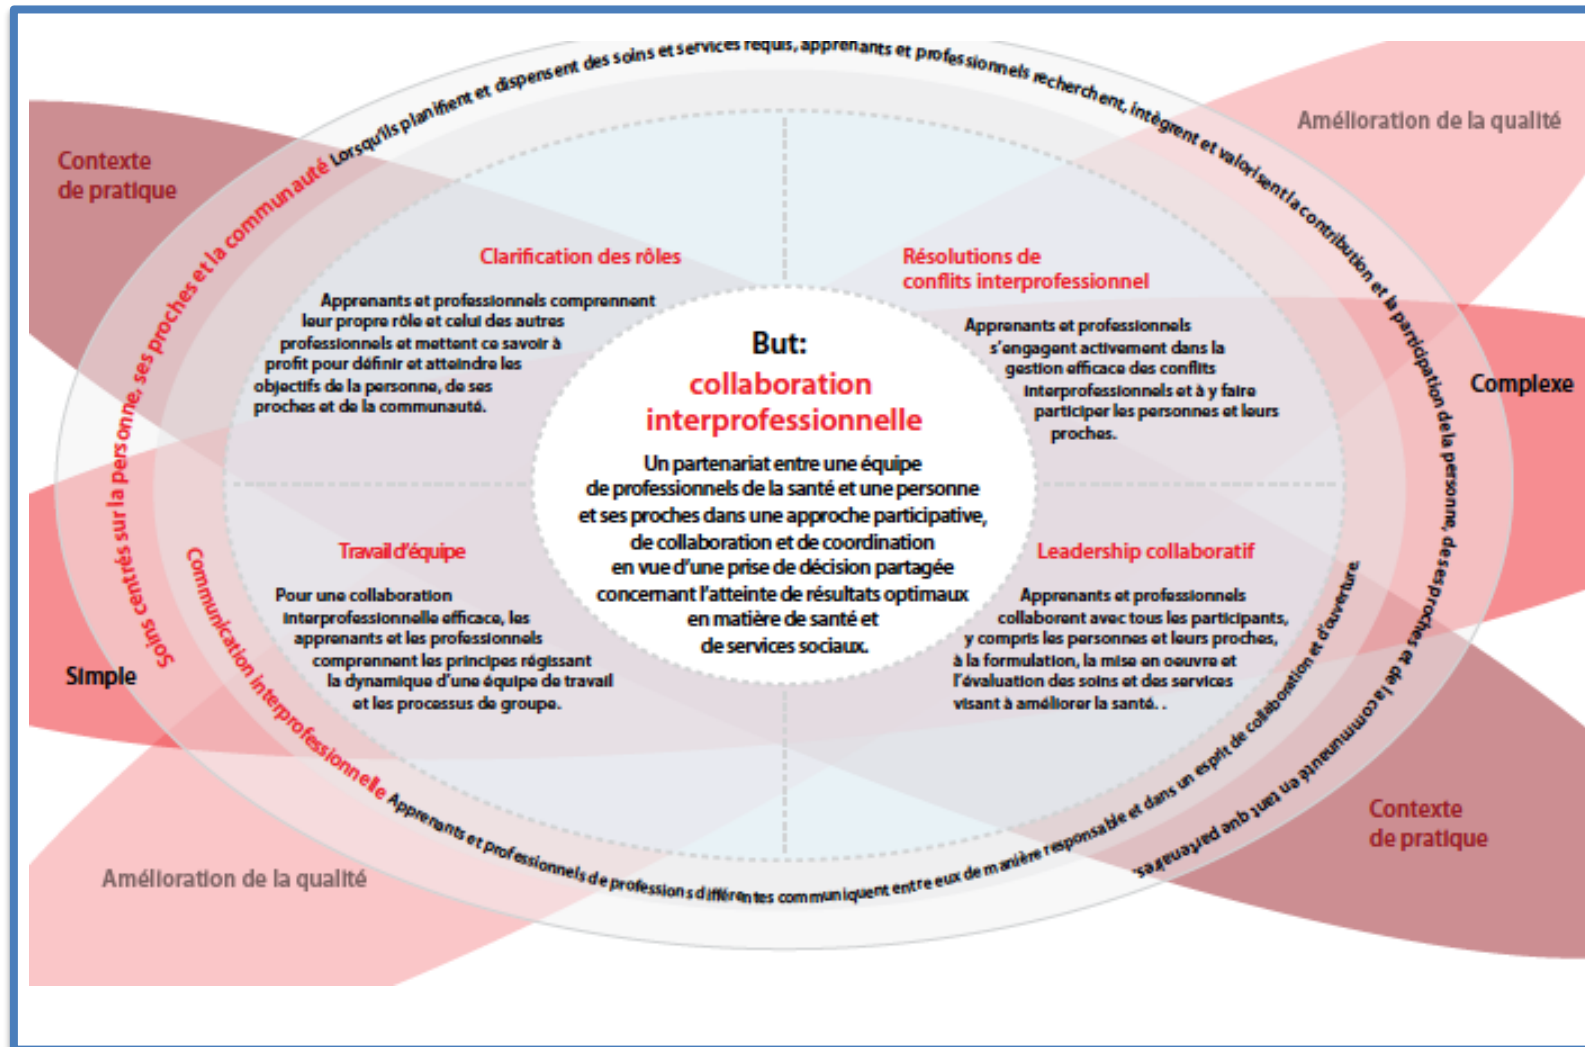 Soins centrés sur la personne, ses proches et la communauté Lorsqu'ils planifient et dispensent des soins et services requis, apprenants et professionnels recherchent, intègrent et valorisent la contribution et la participation de la personne, de ses proches et de la communauté en tant que partenaires.
Amélioration de la qualité
Contexte
de pratique
Clarification des rôles
Apprenants et professionnels comprennent
leur propre rôle et celui des autres
professionnels et mettent ce savoir à
profit pour définir et atteindre les
objectifs de la personne, de ses
proches et de la communauté.
Résolutions de
conflits interprofessionnel
Apprenants et professionnels
s'engagent activement dans la
gestion efficace des conflits
interprofessionnels et à y faire
participer les personnes et leurs
proches.
But:
collaboration
interprofessionnelle
Un partenariat entre une équipe
de professionnels de la santé et une personne
et ses proches dans une approche participative,
de collaboration et de coordination
en vue d'une prise de décision partagée
concernant l'atteinte de résultats optimaux
en matière de santé et
de services sociaux.
Complexe
Travail d'équipe
Pour une collaboration
interprofessionnelle efficace, les
apprenants et les professionnels
comprennent les principes régissant
la dynamique d'une équipe de travail
et les processus de groupe.
Leadership collaboratif
Apprenants et professionnels
collaborent avec tous les participants,
y compris les personnes et leurs proches,
à la formulation, la mise en oeuvre et
l'évaluation des soins et des services
visant à améliorer la santé. .
Simple
Communication interprofessionnelle Apprenants et professionnels de professions différentes communiquent entre eux de manière responsable et dans un esprit de collaboration et d'ouverture.
Contexte
de pratique
Amélioration de la qualité